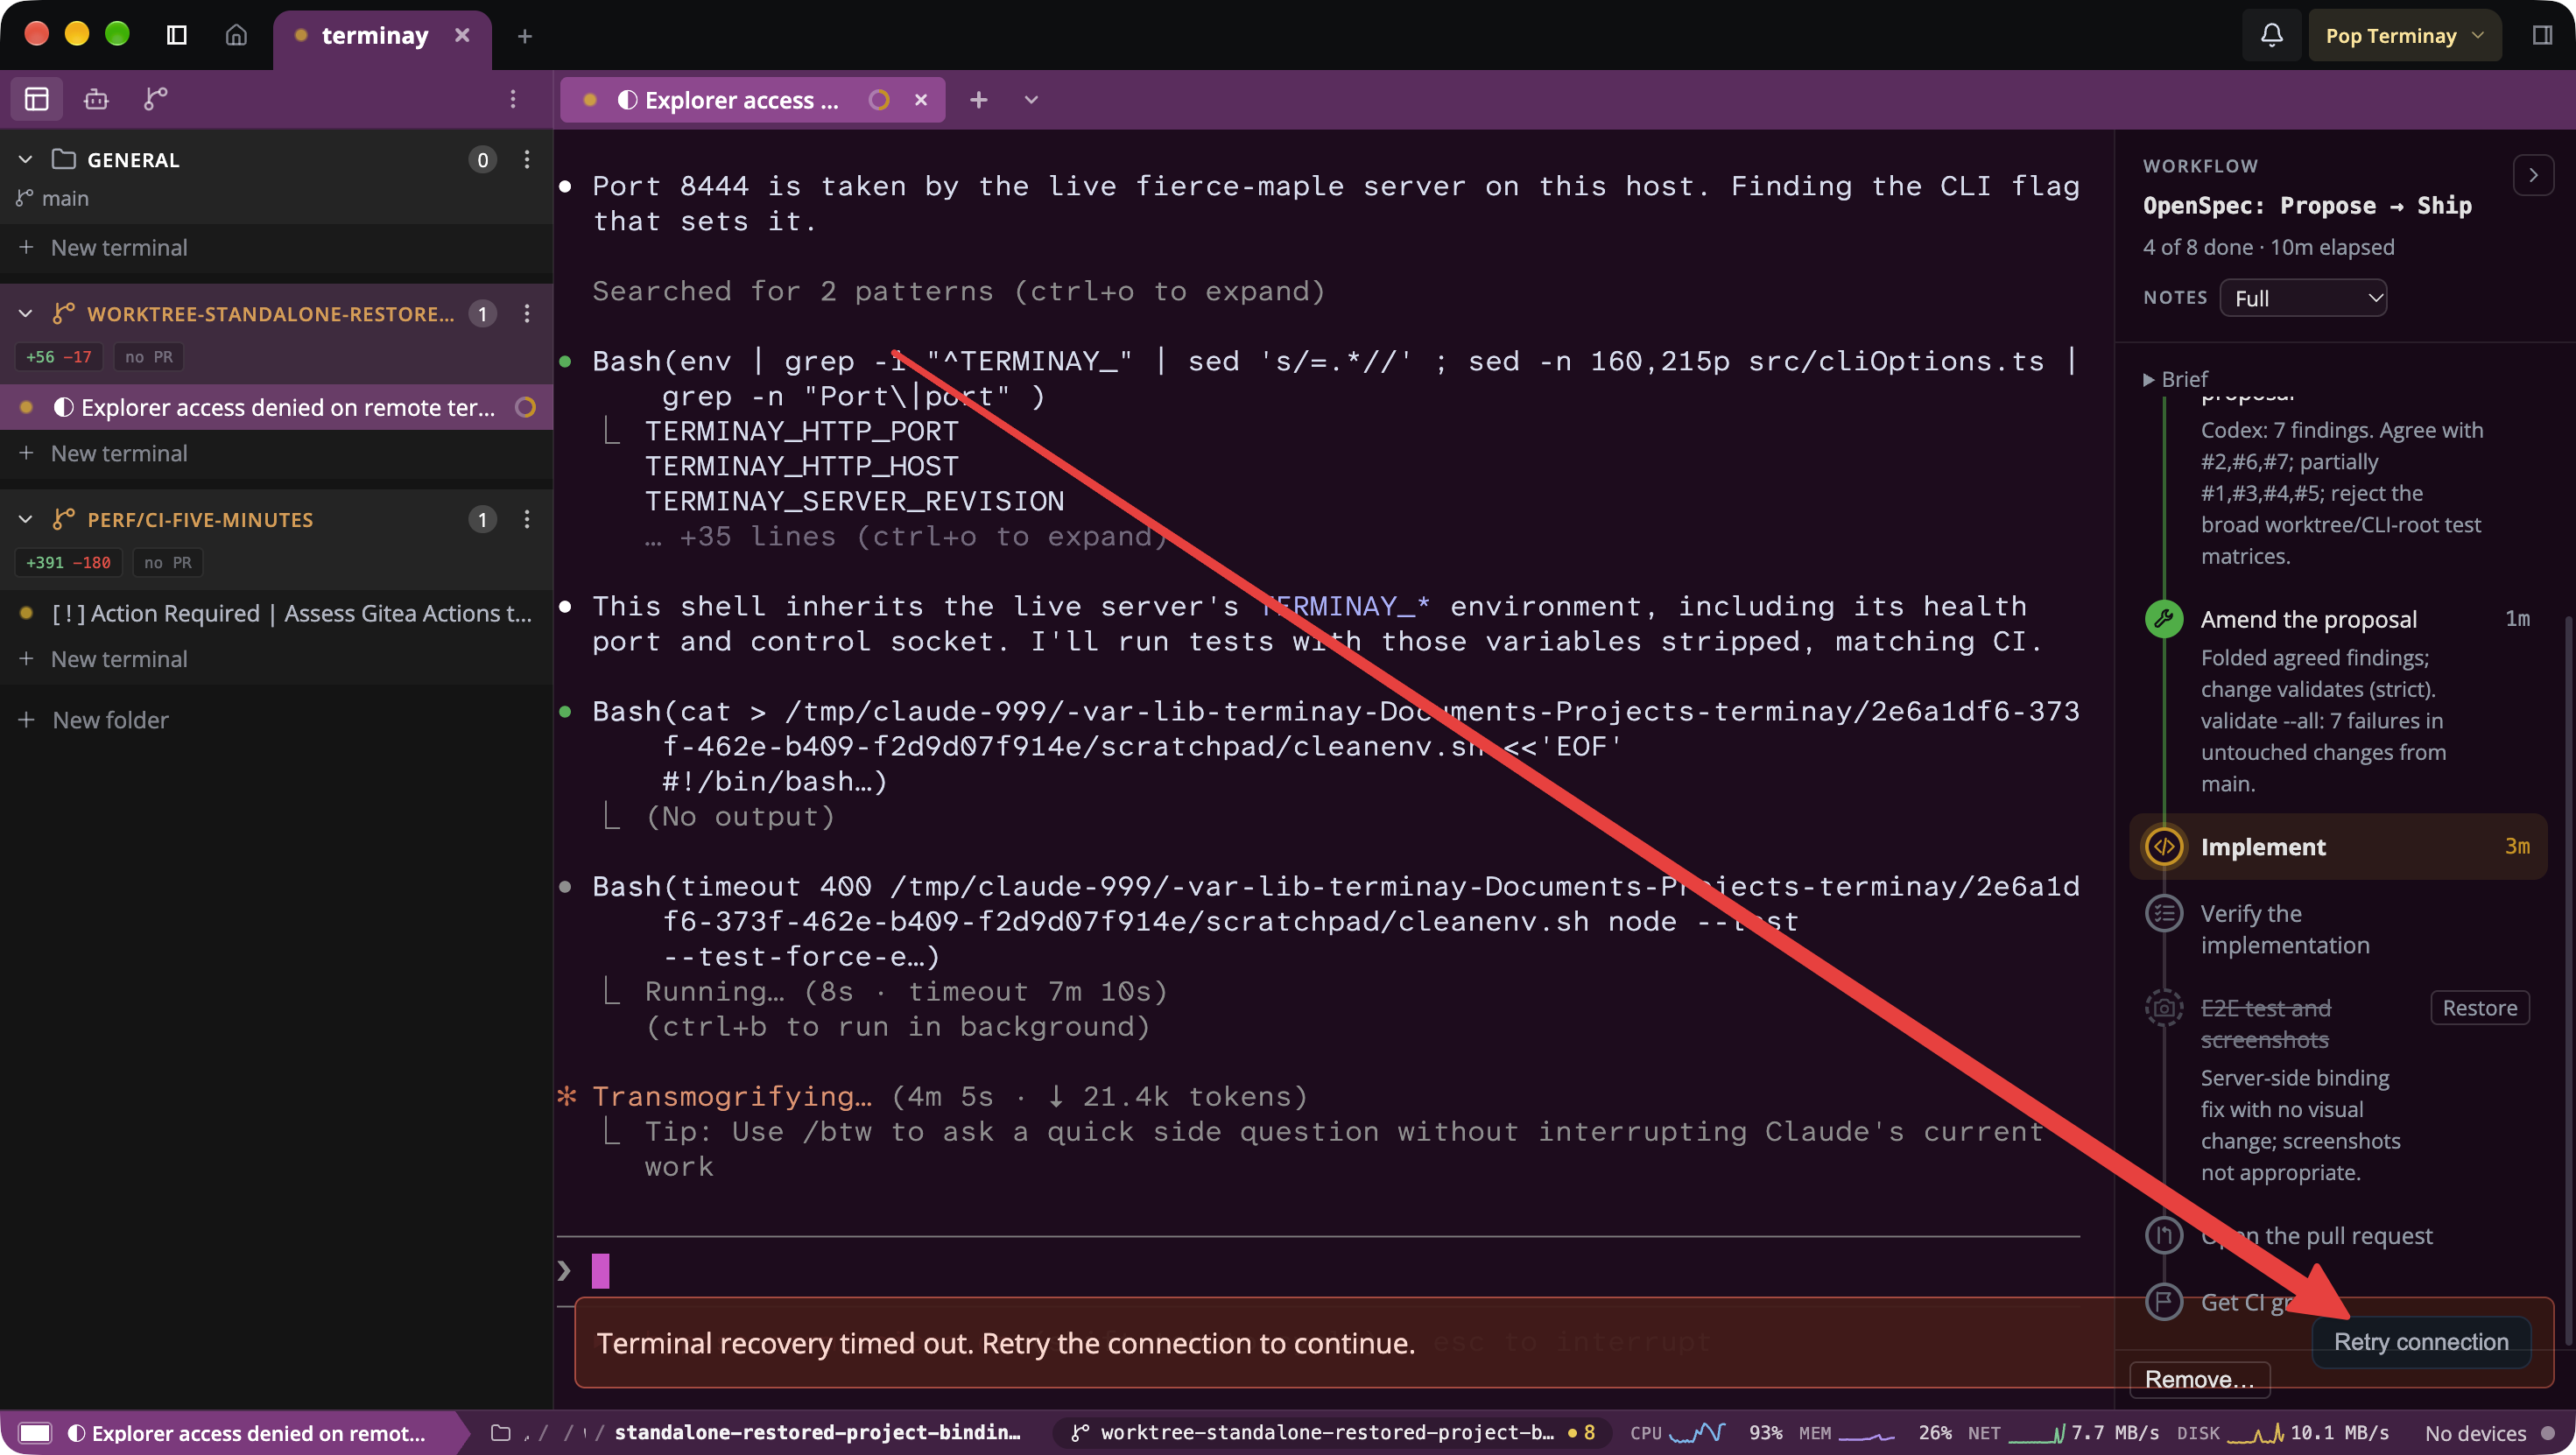 terminay
Pop Terminay
Explorer access ...
GENERAL
0
main
New terminal
WORKTREE-STANDALONE-RESTORE...
1
+56 −17
no PR
Explorer access denied on remote ter...
New terminal
PERF/CI-FIVE-MINUTES
1
+391 −180
no PR
[!] Action Required | Assess Gitea Actions t...
New terminal
New folder
Port 8444 is taken by the live fierce-maple server on this host. Finding the CLI flag
that sets it.
Searched for 2 patterns (ctrl+o to expand)
Bash(env | grep -i "^TERMINAY_" | sed 's/=.*//' ; sed -n 160,215p src/cliOptions.ts |
grep -n "Port\|port" )
TERMINAY_HTTP_PORT
TERMINAY_HTTP_HOST
TERMINAY_SERVER_REVISION
… +35 lines (ctrl+o to expand)
This shell inherits the live server's TERMINAY_* environment, including its health
port and control socket. I'll run tests with those variables stripped, matching CI.
Bash(cat > /tmp/claude-999/-var-lib-terminay-Documents-Projects-terminay/2e6a1df6-373
f-462e-b409-f2d9d07f914e/scratchpad/cleanenv.sh <<'EOF'
#!/bin/bash…)
(No output)
Bash(timeout 400 /tmp/claude-999/-var-lib-terminay-Documents-Projects-terminay/2e6a1d
f6-373f-462e-b409-f2d9d07f914e/scratchpad/cleanenv.sh node --test
--test-force-e…)
Running… (8s · timeout 7m 10s)
(ctrl+b to run in background)
Transmogrifying… (4m 5s · ↓ 21.4k tokens)
Tip: Use /btw to ask a quick side question without interrupting Claude's current
work
❯
esc to interrupt
Terminal recovery timed out. Retry the connection to continue.
Retry connection
WORKFLOW
OpenSpec: Propose → Ship
4 of 8 done · 10m elapsed
NOTES
Full
Brief
proposal
Codex: 7 findings. Agree with
#2,#6,#7; partially
#1,#3,#4,#5; reject the
broad worktree/CLI-root test
matrices.
Amend the proposal
1m
Folded agreed findings;
change validates (strict).
validate --all: 7 failures in
untouched changes from
main.
Implement
3m
Verify the
implementation
E2E test and
screenshots
Restore
Server-side binding
fix with no visual
change; screenshots
not appropriate.
Open the pull request
Get CI
Remove…
Explorer access denied on remot...
/ / / standalone-restored-project-bindin…
worktree-standalone-restored-project-b…
8
CPU 93% MEM 26% NET 7.7 MB/s DISK 10.1 MB/s
No devices